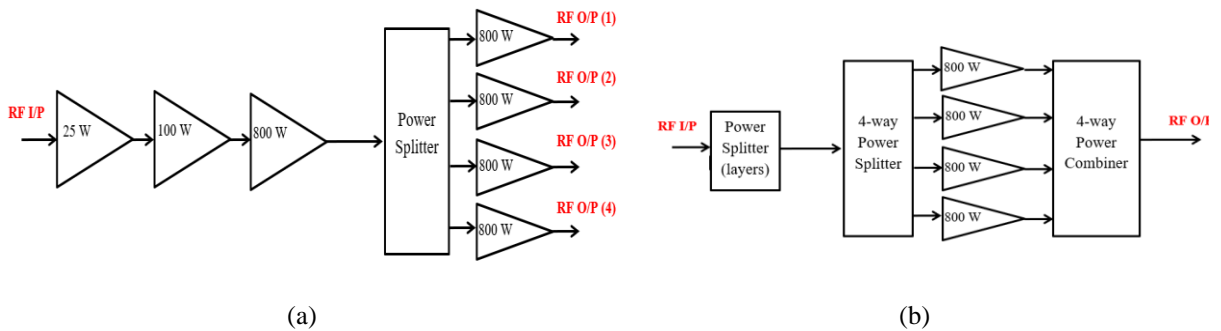 RF I/P
25 W
100 W
800 W
Power
Splitter
800 W
RF O/P (1)
800 W
RF O/P (2)
800 W
RF O/P (3)
800 W
RF O/P (4)
(a)
RF I/P
Power
Splitter
(layers)
4-way
Power
Splitter
800 W
800 W
800 W
800 W
4-way
Power
Combiner
RF O/I
(b)